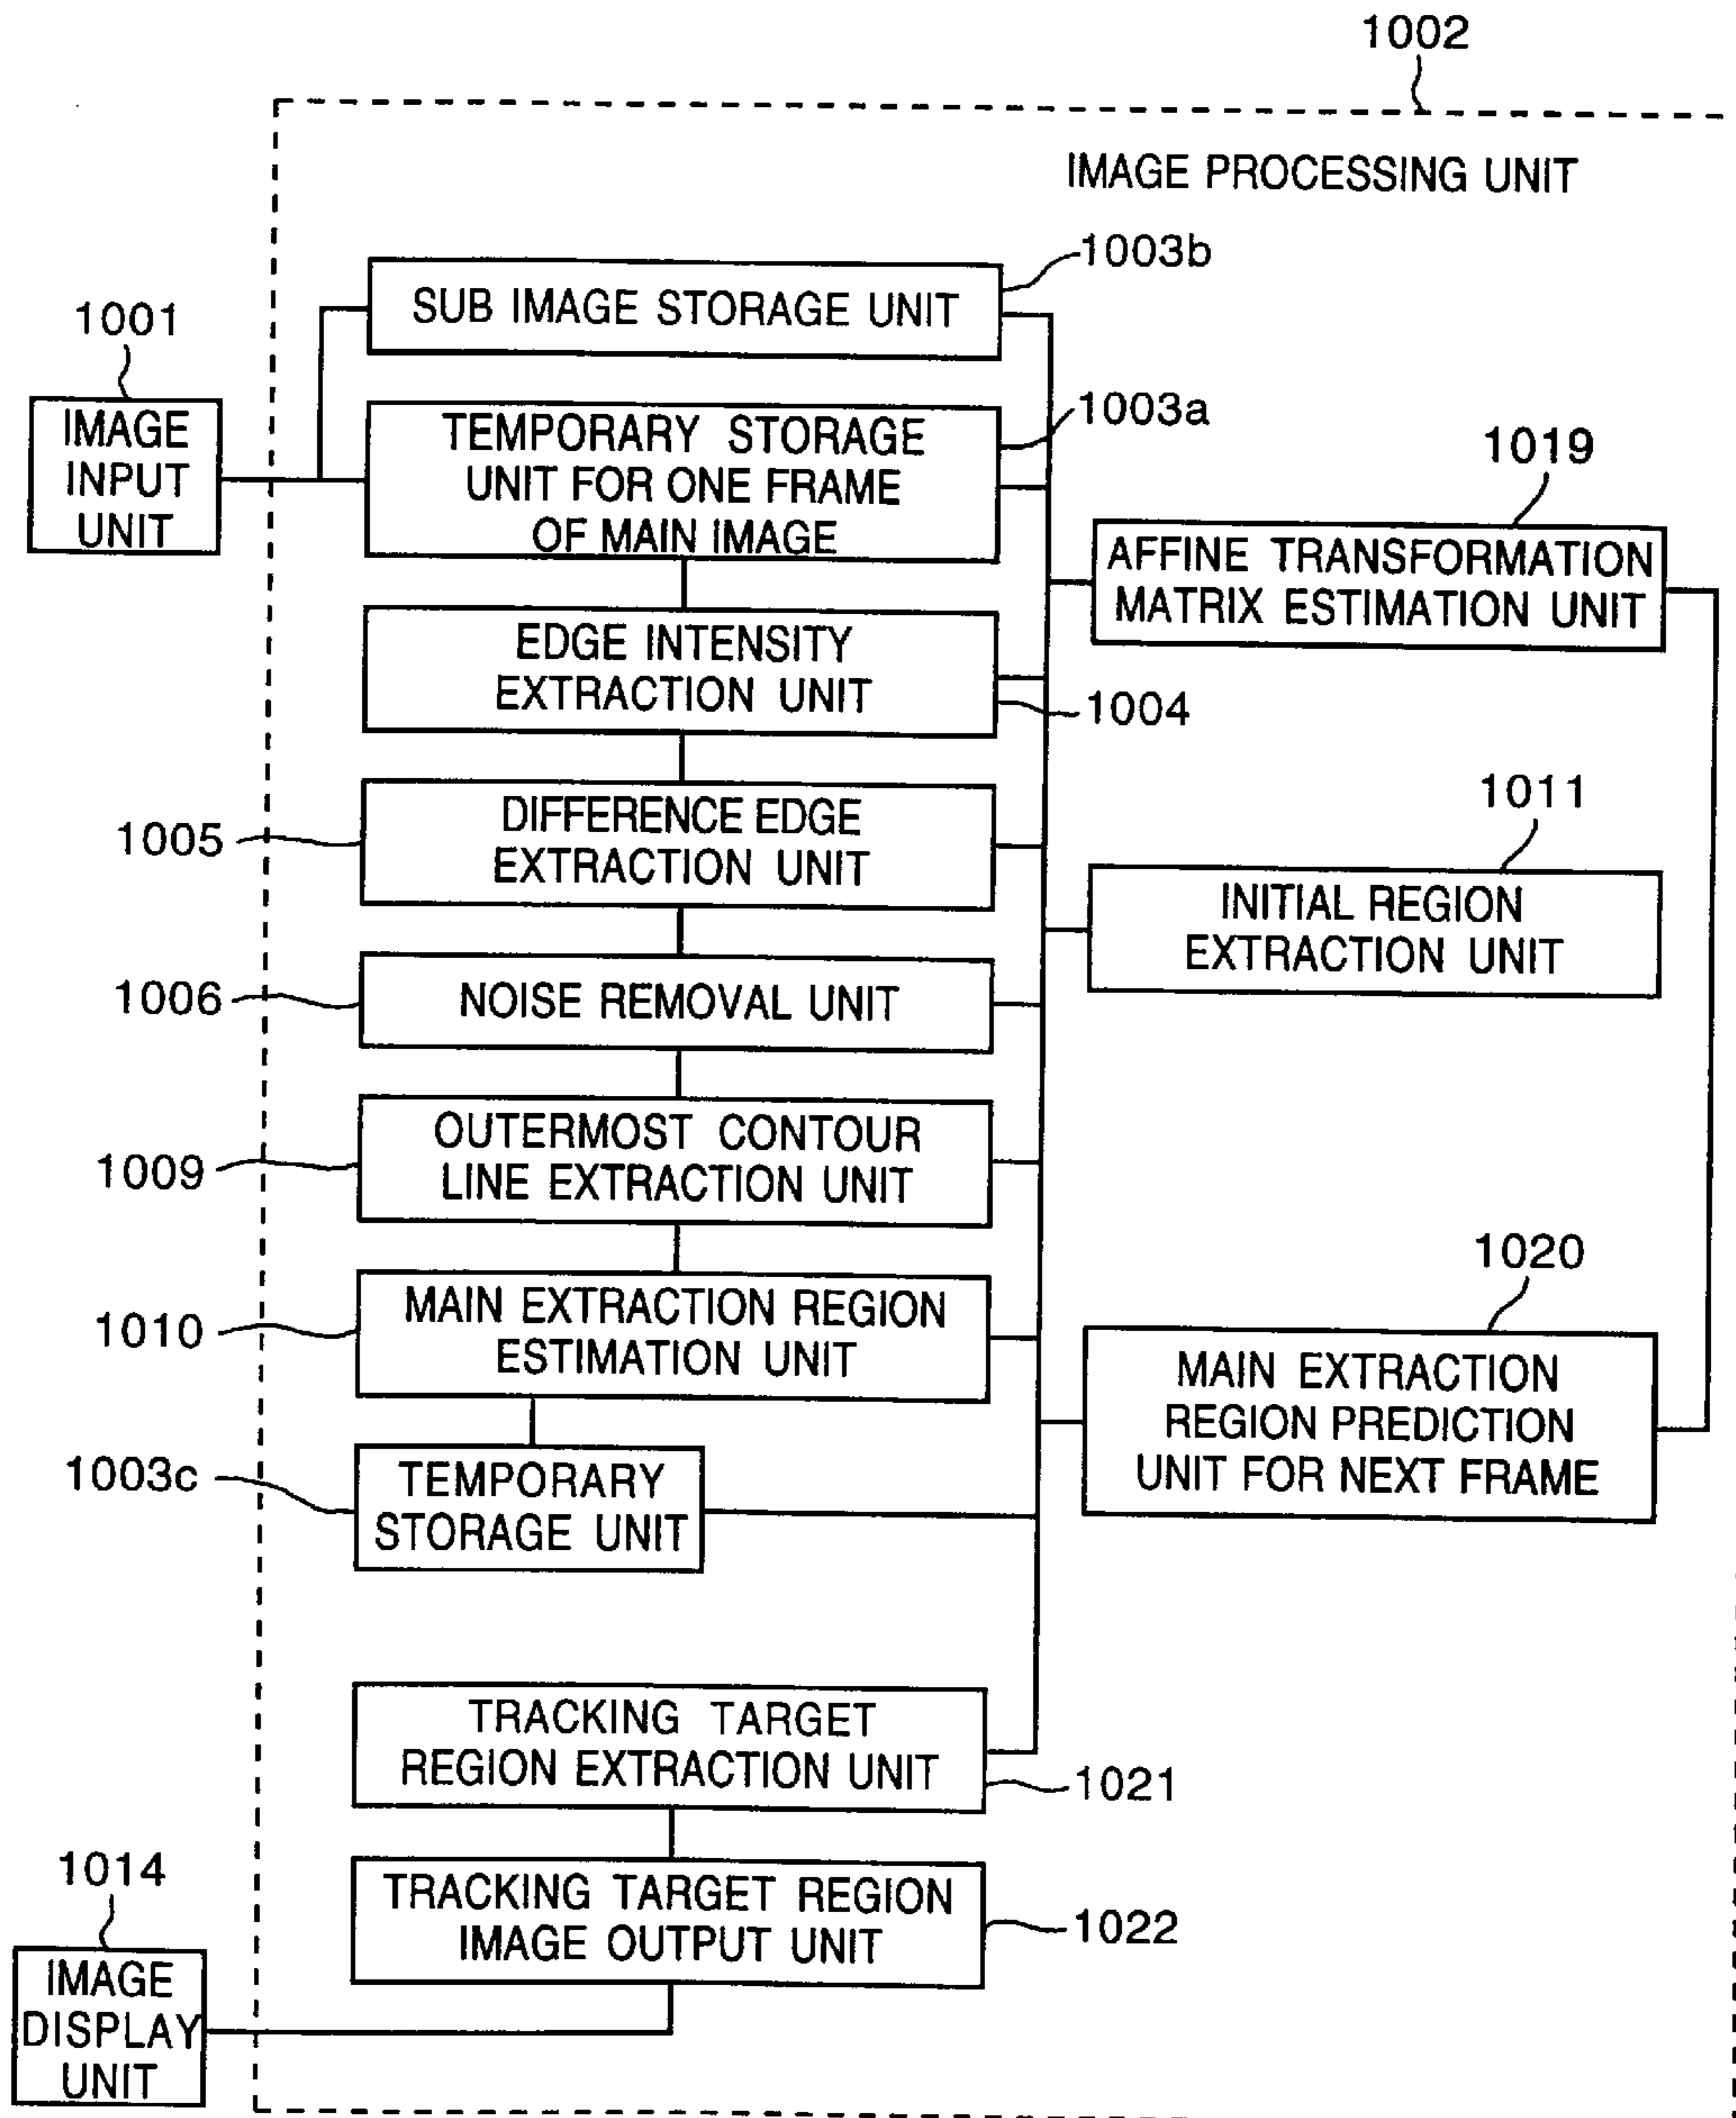 1002
IMAGE PROCESSING UNIT
1003b
SUB IMAGE STORAGE UNIT
1001
IMAGE
INPUT
UNIT
1003a
TEMPORARY STORAGE
UNIT FOR ONE FRAME
OF MAIN IMAGE
1019
AFFINE TRANSFORMATION
MATRIX ESTIMATION UNIT
EDGE INTENSITY
EXTRACTION UNIT
1004
1005
DIFFERENCE EDGE
EXTRACTION UNIT
1011
INITIAL REGION
EXTRACTION UNIT
1006
NOISE REMOVAL UNIT
1009
OUTERMOST CONTOUR
LINE EXTRACTION UNIT
1010
MAIN EXTRACTION REGION
ESTIMATION UNIT
1020
MAIN EXTRACTION
REGION PREDICTION
UNIT FOR NEXT FRAME
1003c
TEMPORARY
STORAGE UNIT
TRACKING TARGET
REGION EXTRACTION UNIT
1021
1014
IMAGE
DISPLAY
UNIT
TRACKING TARGET REGION
IMAGE OUTPUT UNIT
1022